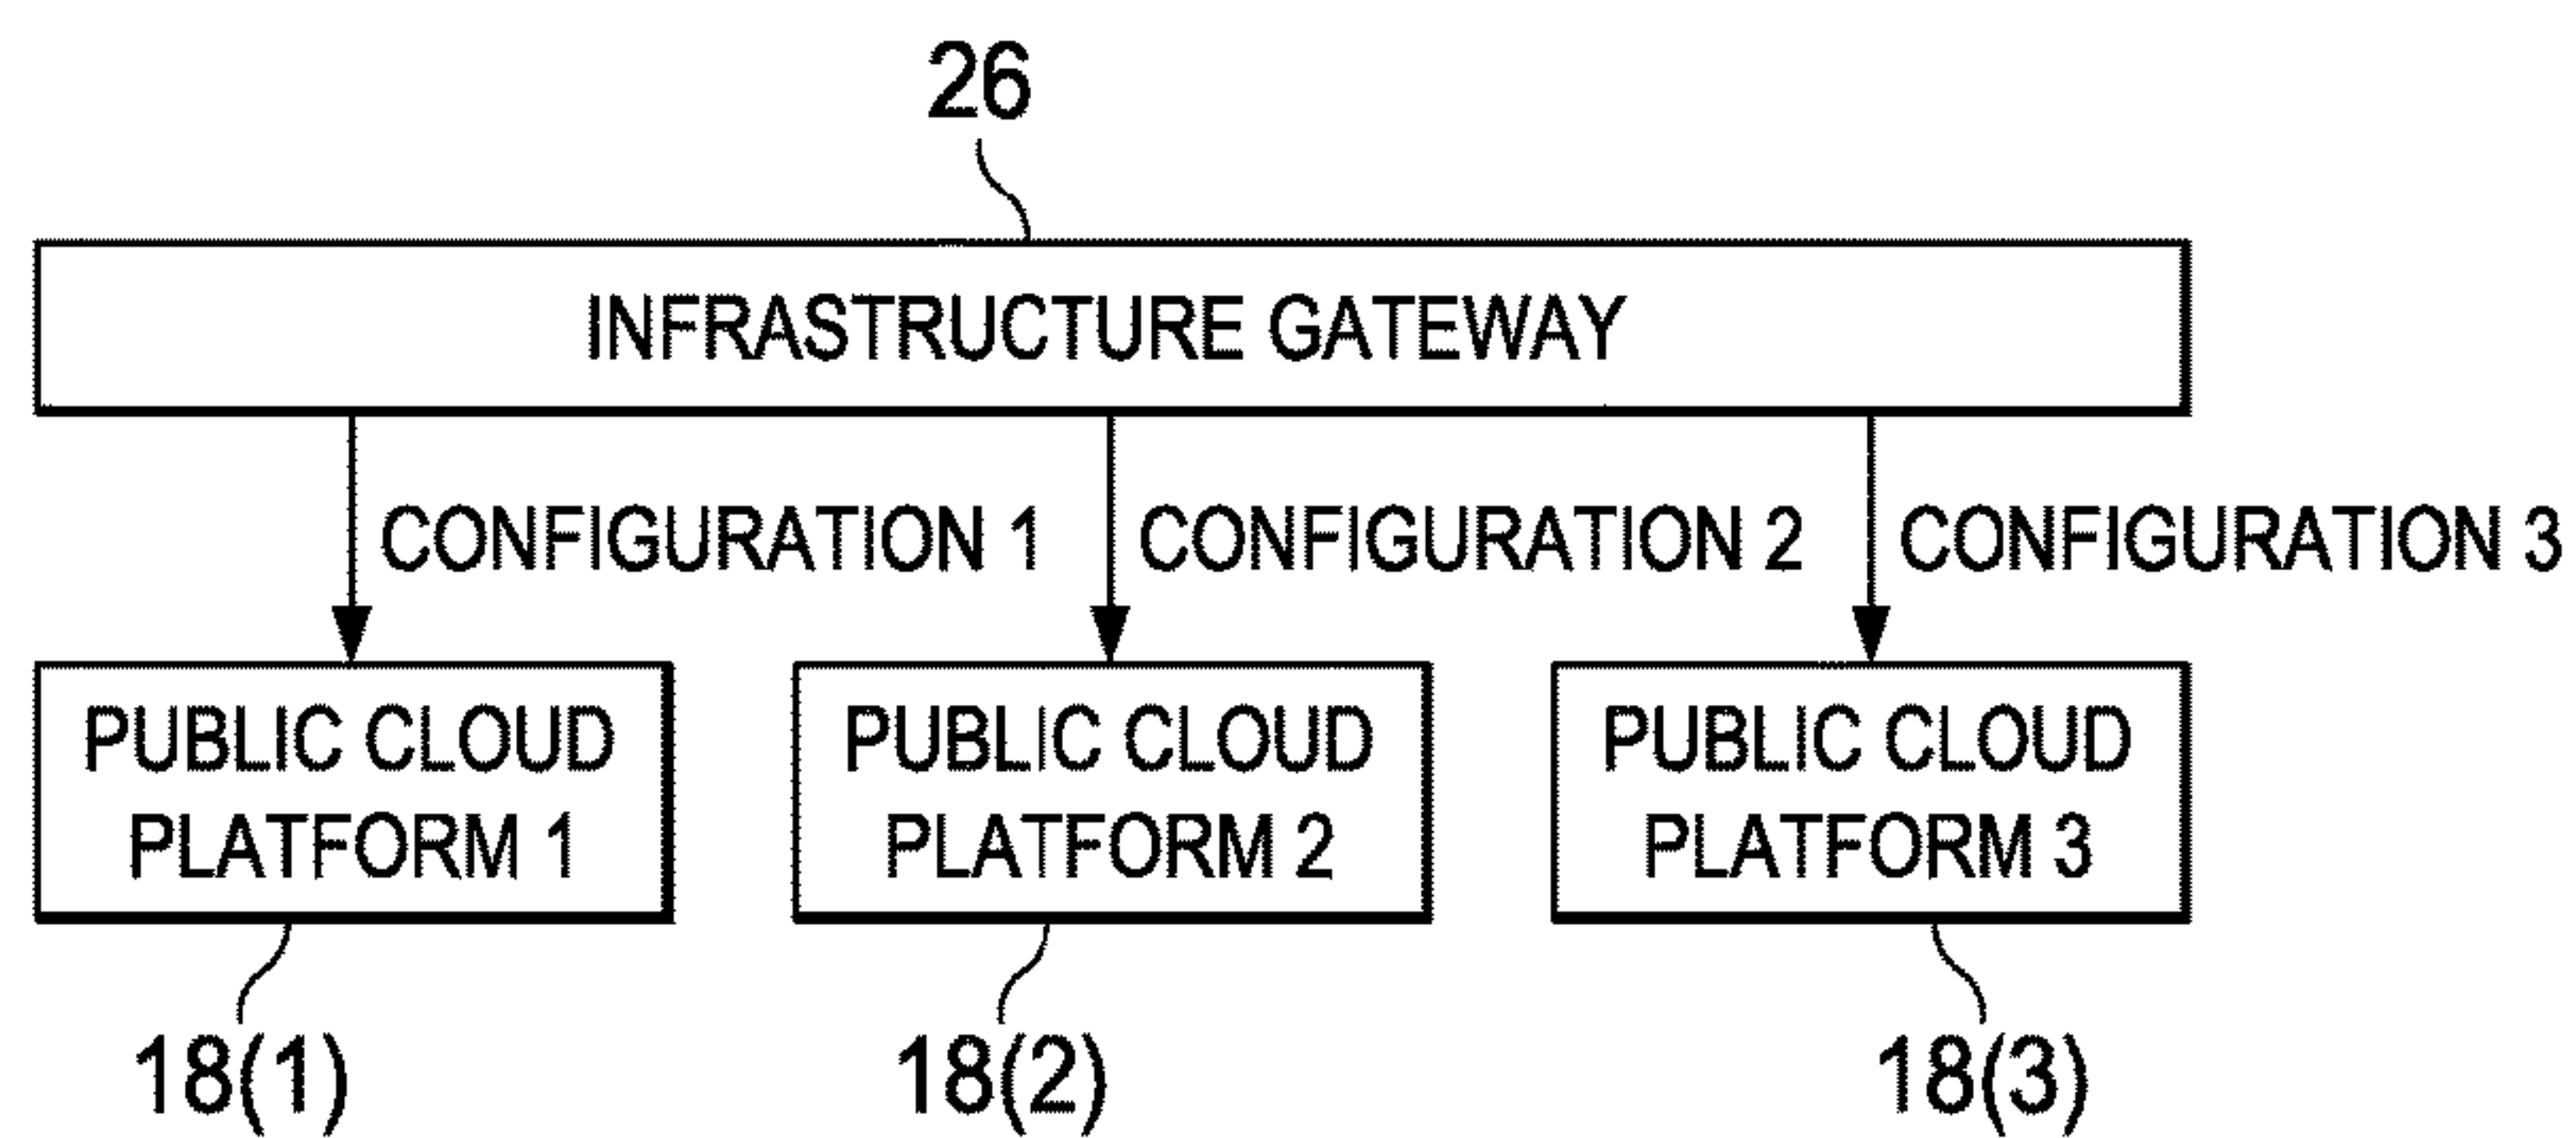 26
INFRASTRUCTURE GATEWAY
CONFIGURATION 1
CONFIGURATION 2
CONFIGURATION 3
PUBLIC CLOUD
PLATFORM 1
PUBLIC CLOUD
PLATFORM 2
PUBLIC CLOUD
PLATFORM 3
18(1)
18(2)
18(3)